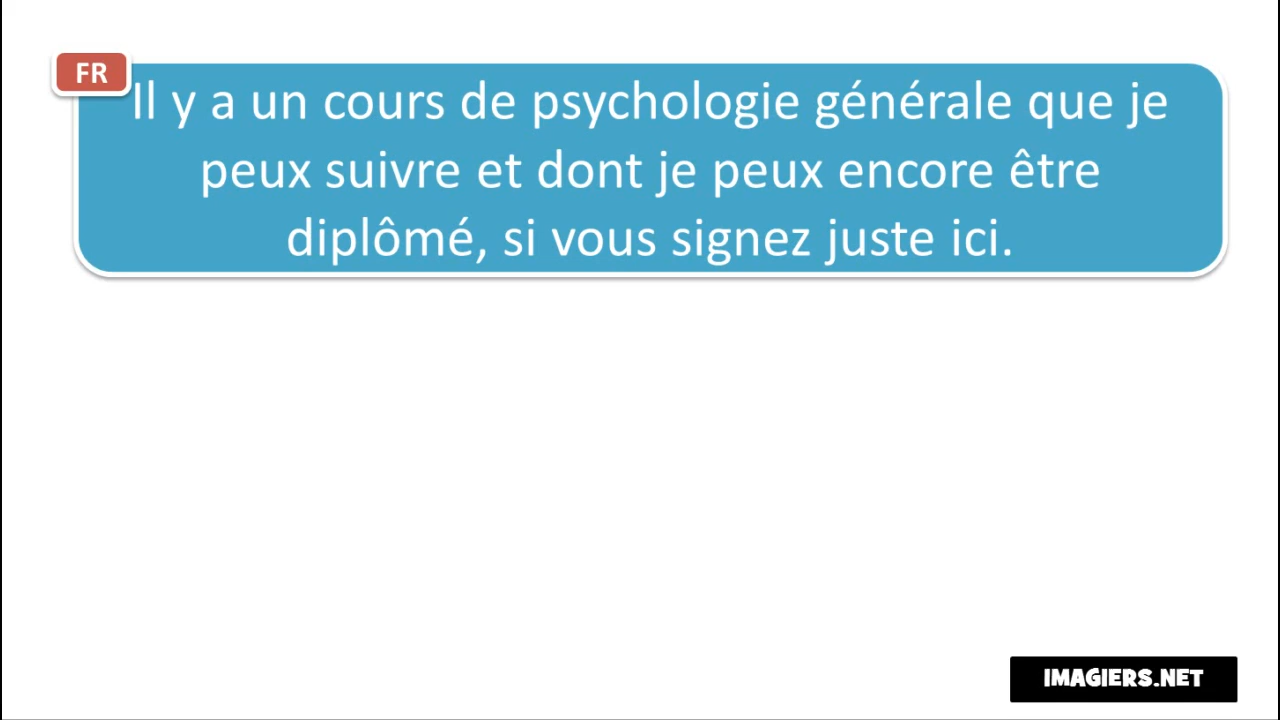 FR
Il y a un cours de psychologie générale que je
peux suivre et dont je peux encore être
diplômé, si vous signez juste ici.
IMAGIERS.NET